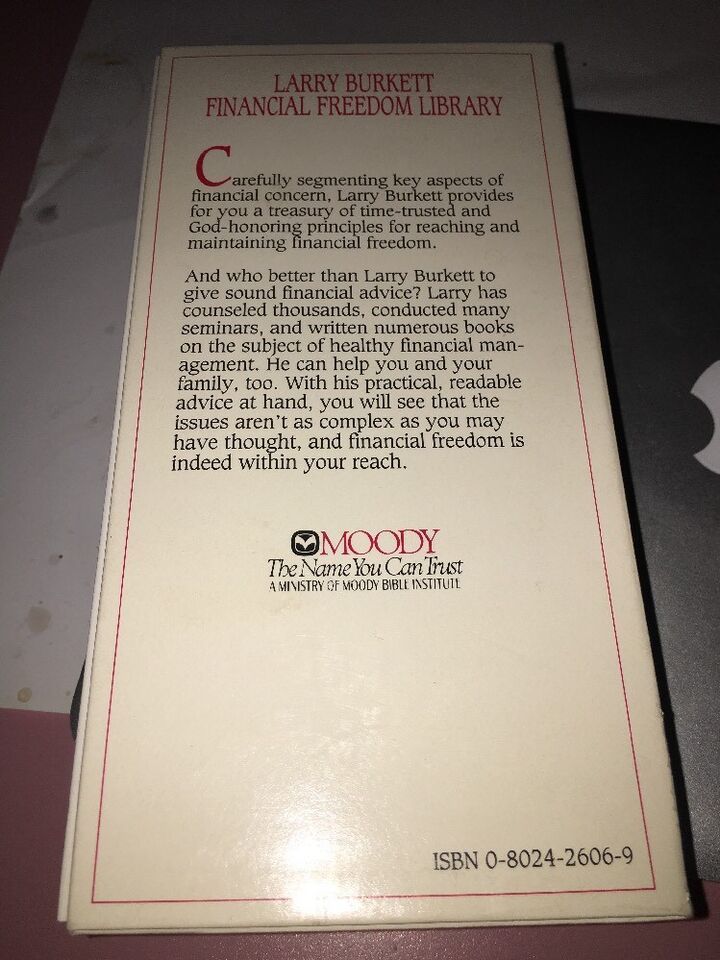 LARRY BURKETT
FINANCIAL FREEDOM LIBRARY
Carefully segmenting key aspects of
financial concern, Larry Burkett provides
for you a treasury of time-trusted and
God-honoring principles for reaching and
maintaining financial freedom.
And who better than Larry Burkett to
give sound financial advice? Larry has
counseled thousands, conducted many
seminars, and written numerous books
on the subject of healthy financial man-
agement. He can help you and your
family, too. With his practical, readable
advice at hand, you will see that the
issues aren't as complex as you may
have thought, and financial freedom is
indeed within your reach.
MOODY
The Name You Can Trust
A MINISTRY OF MOODY BIBLE INSTITUTE
ISBN 0-8024-2606-9